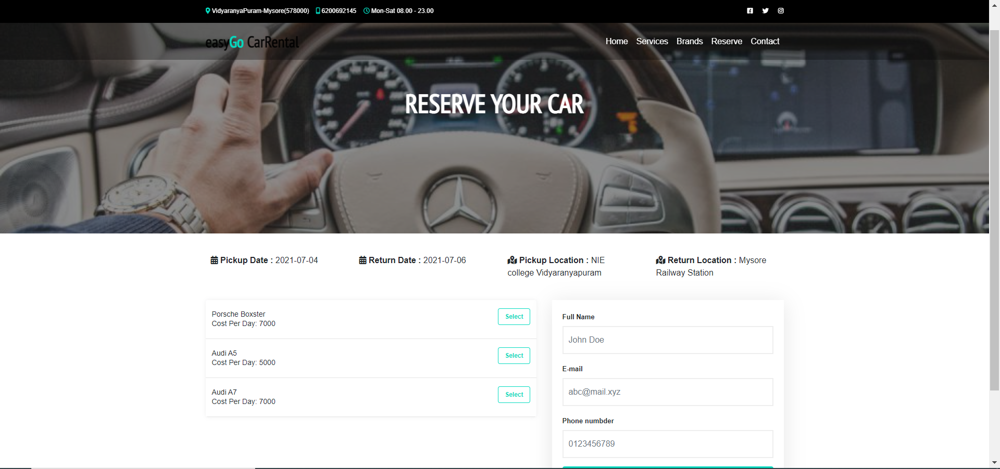 VidyaranyaPuram-Mysore(578000) 6200692145 Mon-Sat 08.00 - 23.00
easyGo CarRental
Home Services Brands Reserve Contact
RESERVE YOUR CAR
Pickup Date : 2021-07-04
Return Date : 2021-07-06
Pickup Location : NIE
college Vidyaranyapuram
Return Location : Mysore
Railway Station
Porsche Boxster
Cost Per Day: 7000
Select
Audi A5
Cost Per Day: 5000
Select
Audi A7
Cost Per Day: 7000
Select
Full Name
John Doe
E-mail
abc@mail.xyz
Phone numbder
0123456789